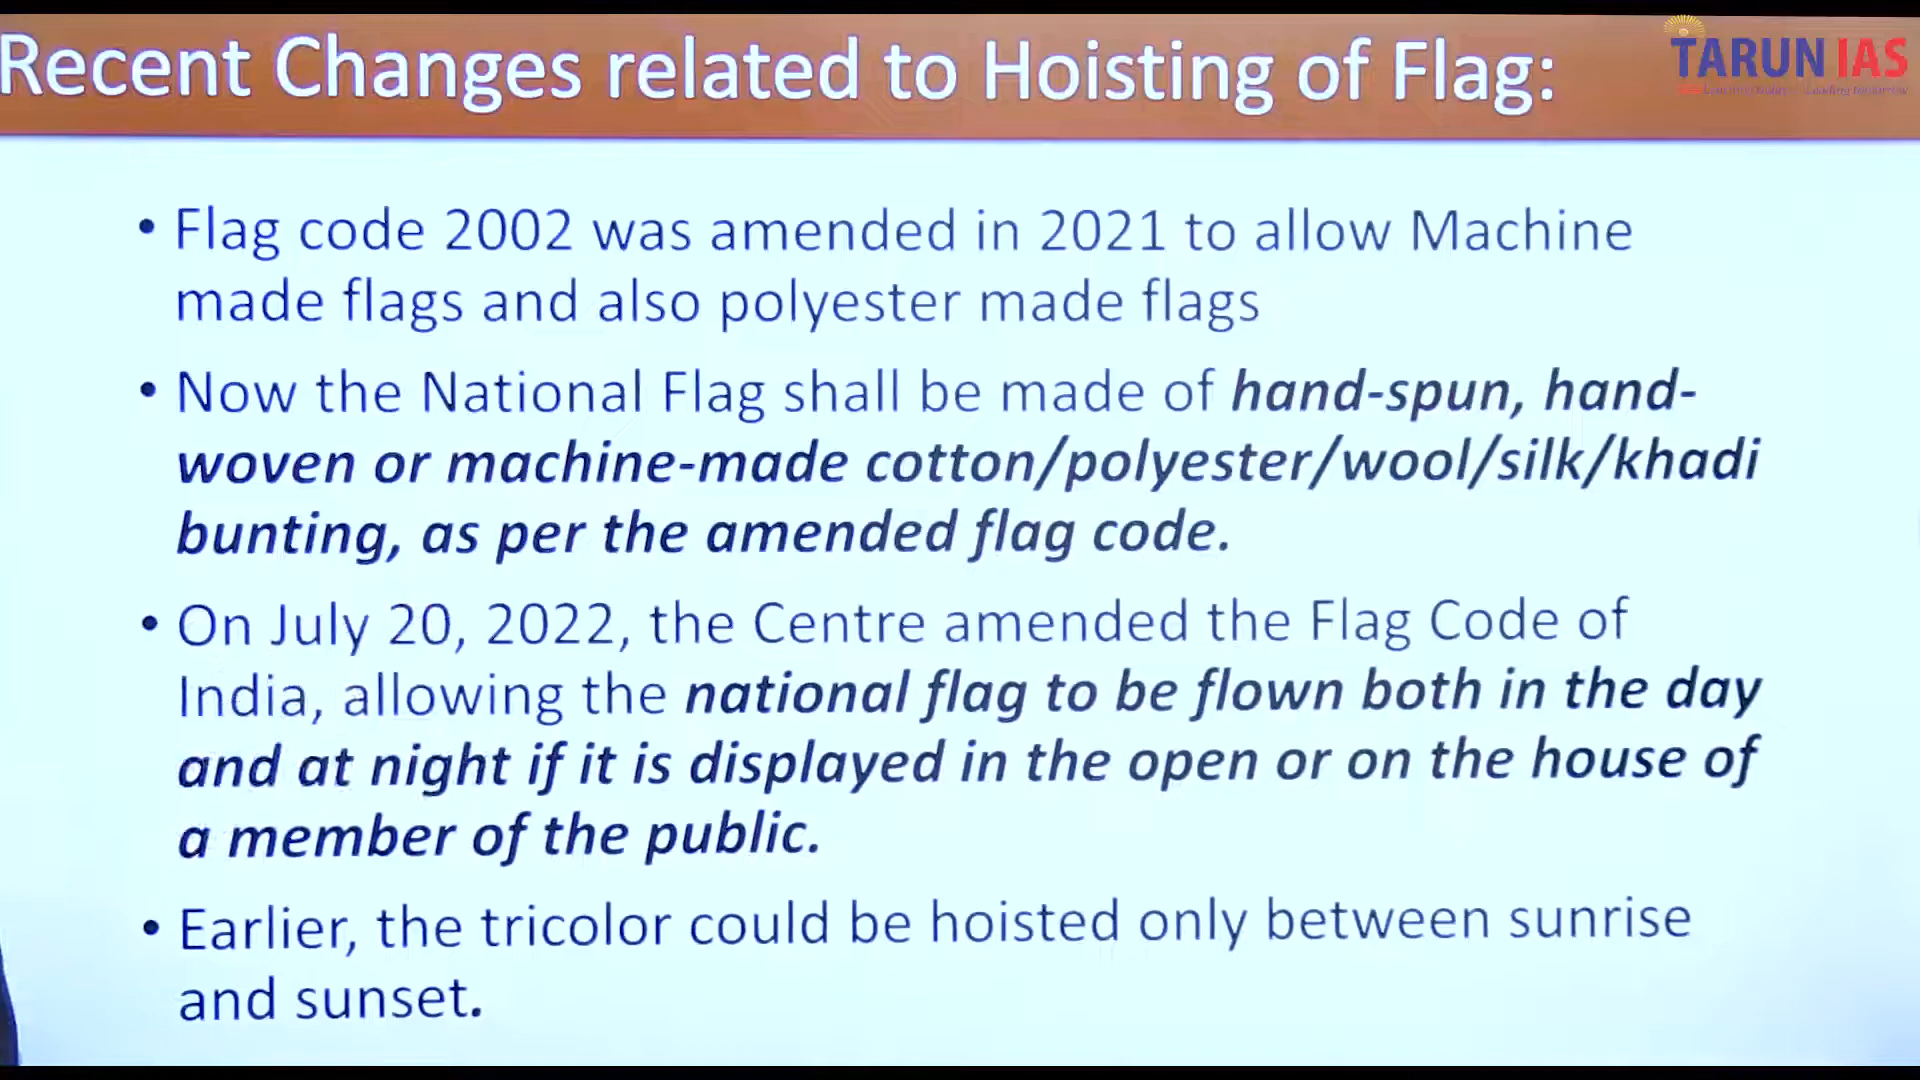 Recent Changes related to Hoisting of Flag:
TARUN IAS
• Flag code 2002 was amended in 2021 to allow Machine
made flags and also polyester made flags
• Now the National Flag shall be made of hand-spun, hand-
woven or machine-made cotton/polyester/wool/silk/khadi
bunting, as per the amended flag code.
• On July 20, 2022, the Centre amended the Flag Code of
India, allowing the national flag to be flown both in the day
and at night if it is displayed in the open or on the house of
a member of the public.
• Earlier, the tricolor could be hoisted only between sunrise
and sunset.